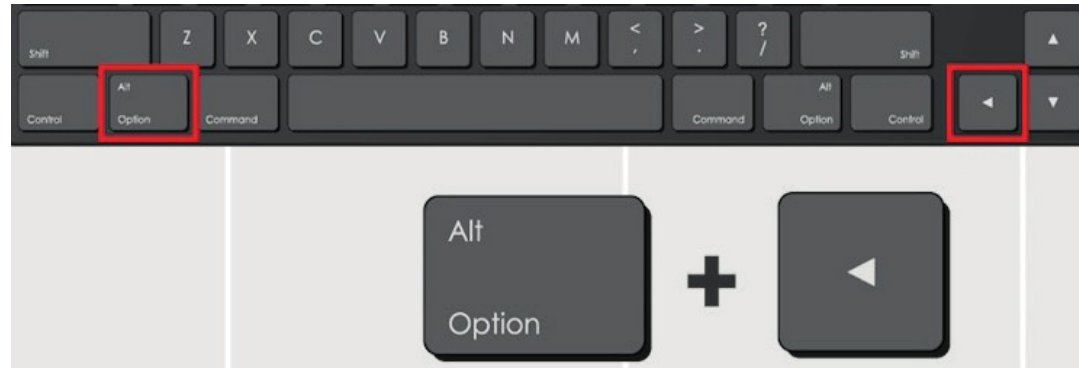 Z X C V B N M < , > . ? /
Shift Shift
Alt Alt
Control Option Command Command Option Control
Alt
Option